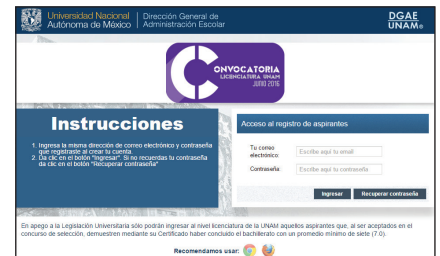 Universidad Nacional
Autónoma de México
Dirección General de
Administración Escolar
DGAE
UNAM®
CONVOCATORIA
LICENCIATURA UNAM
JUNIO 2016
Instrucciones
1. Ingresa la misma dirección de correo electrónico y contraseña
que registraste al crear tu cuenta.
2. Da clic en el botón "Ingresar". Si no recuerdas tu contraseña
da clic en el botón "Recuperar contraseña"
Acceso al registro de aspirantes
Tu correo
electrónico:
Escribe aquí tu email
Contraseña:
Escribe aquí tu contraseña
Ingresar
Recuperar contraseña
En apego a la Legislación Universitaria sólo podrán ingresar al nivel licenciatura de la UNAM aquellos aspirantes que, al ser aceptados en el
concurso de selección, demuestren mediante su Certificado haber concluido el bachillerato con un promedio mínimo de siete (7.0).
Recomendamos usar: